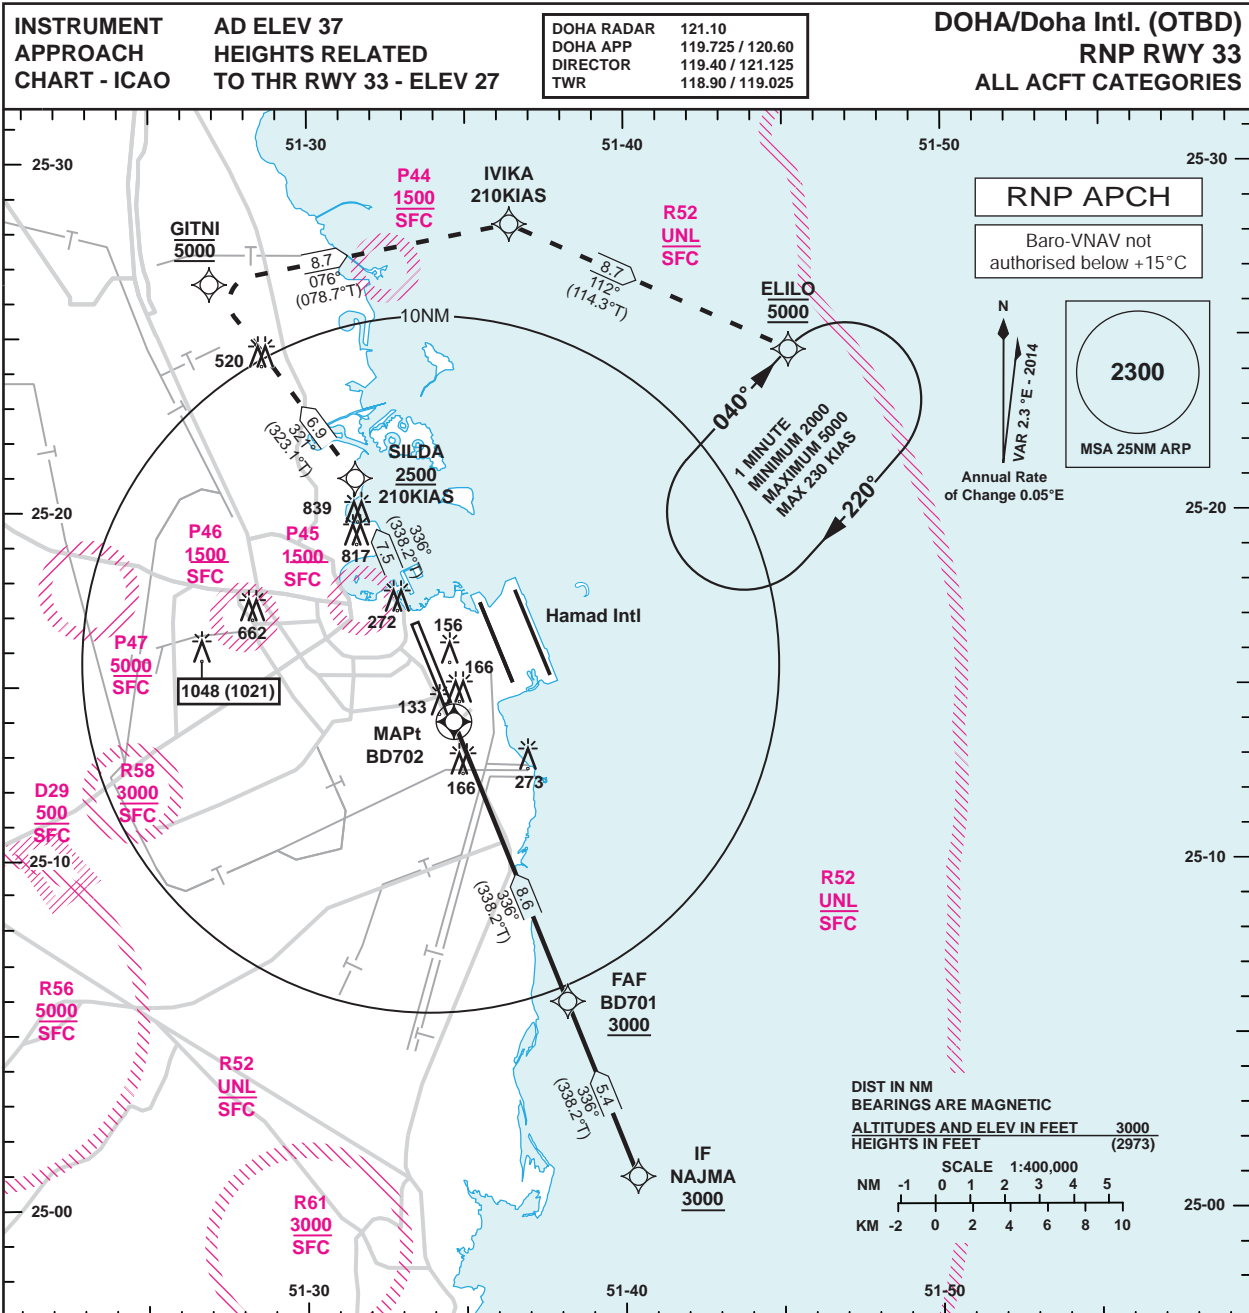 INSTRUMENT
APPROACH
CHART - ICAO
AD ELEV 37
HEIGHTS RELATED
TO THR RWY 33 - ELEV 27
DOHA RADAR 121.10
DOHA APP 119.725 / 120.60
DIRECTOR 119.40 / 121.125
TWR 118.90 / 119.025
DOHA/Doha Intl. (OTBD)
RNP RWY 33
ALL ACFT CATEGORIES
51-30
51-40
51-50
25-30
25-30
P44
1500
SFC
IVIKA
210KIAS
RNP APCH
Baro-VNAV not
authorised below +15°C
GITNI
5000
R52
UNL
SFC
8.7
076°
(078.7°T)
8.7
112°
(114.3°T)
ELILO
5000
N
VAR 2.3 °E - 2014
Annual Rate
of Change 0.05°E
2300
MSA 25NM ARP
10NM
520
6.9
321°
(323.1°T)
040°
1 MINUTE
MINIMUM 2000
MAXIMUM 5000
MAX 230 KIAS
220°
SILDA
2500
210KIAS
839
817
7.5
336°
(338.2°T)
25-20
25-20
P46
1500
SFC
P45
1500
SFC
272
Hamad Intl
662
156
P47
5000
SFC
166
1048 (1021)
133
MAPt
BD702
166
273
R58
3000
SFC
D29
500
SFC
25-10
25-10
8.6
336°
(338.2°T)
R52
UNL
SFC
FAF
BD701
3000
R56
5000
SFC
R52
UNL
SFC
5.4
336°
(338.2°T)
DIST IN NM
BEARINGS ARE MAGNETIC
ALTITUDES AND ELEV IN FEET 3000
HEIGHTS IN FEET (2973)
IF
NAJMA
3000
SCALE 1:400,000
NM -1 0 1 2 3 4 5
KM -2 0 2 4 6 8 10
R61
3000
SFC
25-00
25-00
51-30
51-40
51-50